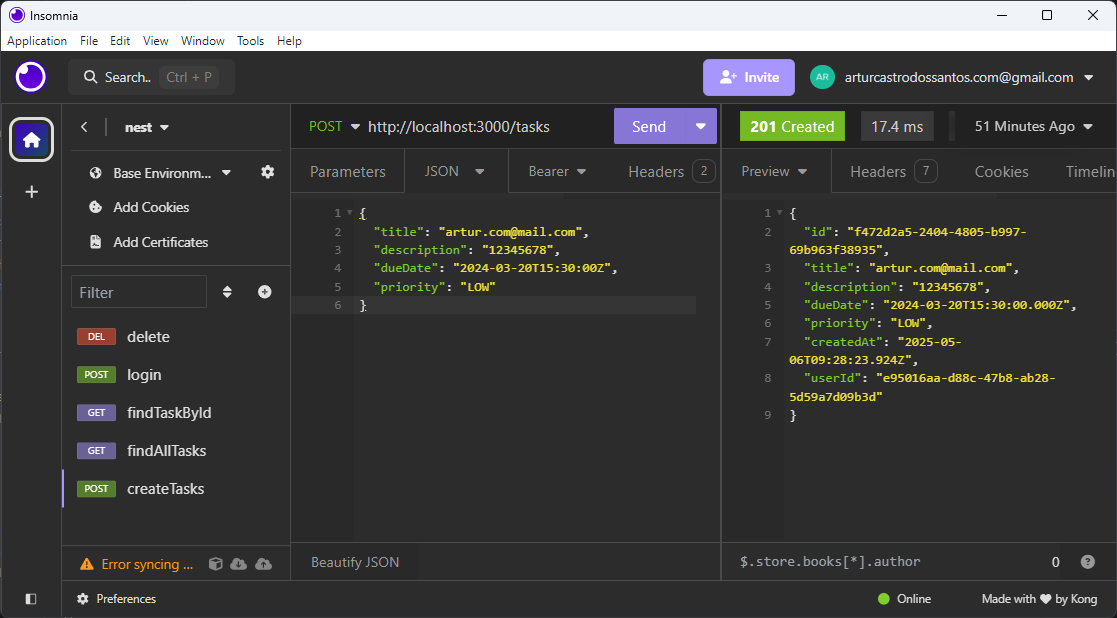 Insomnia
Application File Edit View Window Tools Help
Search.. Ctrl + P
Invite
AR
arturcastrodossantos.com@gmail.com
nest
Base Environm...
Add Cookies
Add Certificates
Filter
DEL delete
POST login
GET findTaskById
GET findAllTasks
POST createTasks
Error syncing ...
POST http://localhost:3000/tasks Send
Parameters JSON Bearer Headers 2
1 {
2 "title": "artur.com@mail.com",
3 "description": "12345678",
4 "dueDate": "2024-03-20T15:30:00Z",
5 "priority": "LOW"
6 }
Beautify JSON
201 Created 17.4 ms 51 Minutes Ago
Preview Headers 7 Cookies Timelin
1 {
2 "id": "f472d2a5-2404-4805-b997-
69b963f38935",
3 "title": "artur.com@mail.com",
4 "description": "12345678",
5 "dueDate": "2024-03-20T15:30:00.000Z",
6 "priority": "LOW",
7 "createdAt": "2025-05-
06T09:28:23.924Z",
8 "userId": "e95016aa-d88c-47b8-ab28-
5d59a7d09b3d"
9 }
$.store.books[*].author 0 ?
Preferences
Online
Made with ♥ by Kong